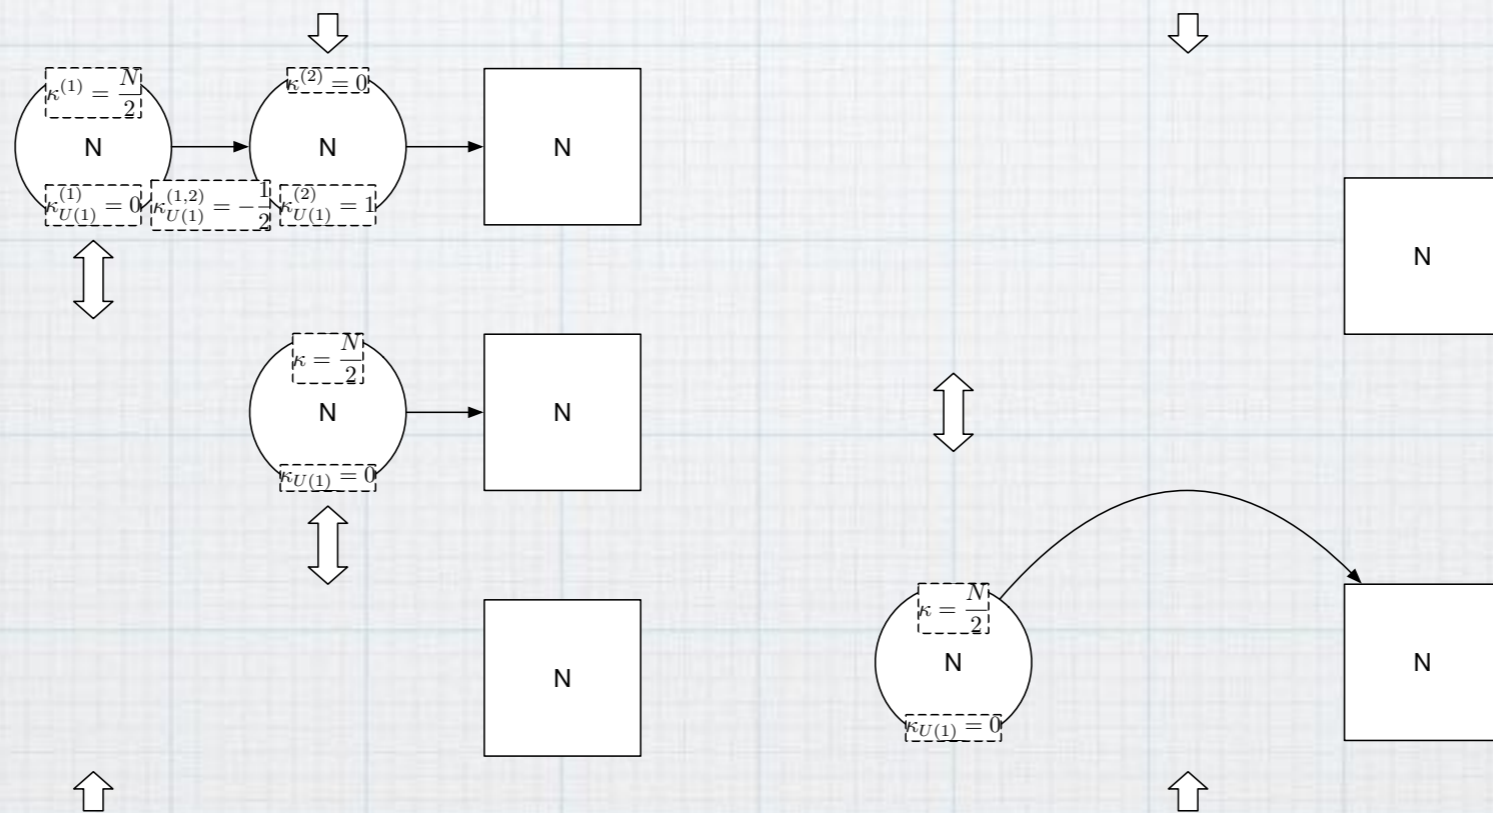 κ^{(1)} = N/2
κ^{(2)} = 0
N
N
N
κ_{U(1)}^{(1)} = 0
κ_{U(1)}^{(1,2)} = -1/2
κ_{U(1)}^{(2)} = 1
N
κ = N/2
N
N
κ_{U(1)} = 0
κ = N/2
N
N
N
κ_{U(1)} = 0